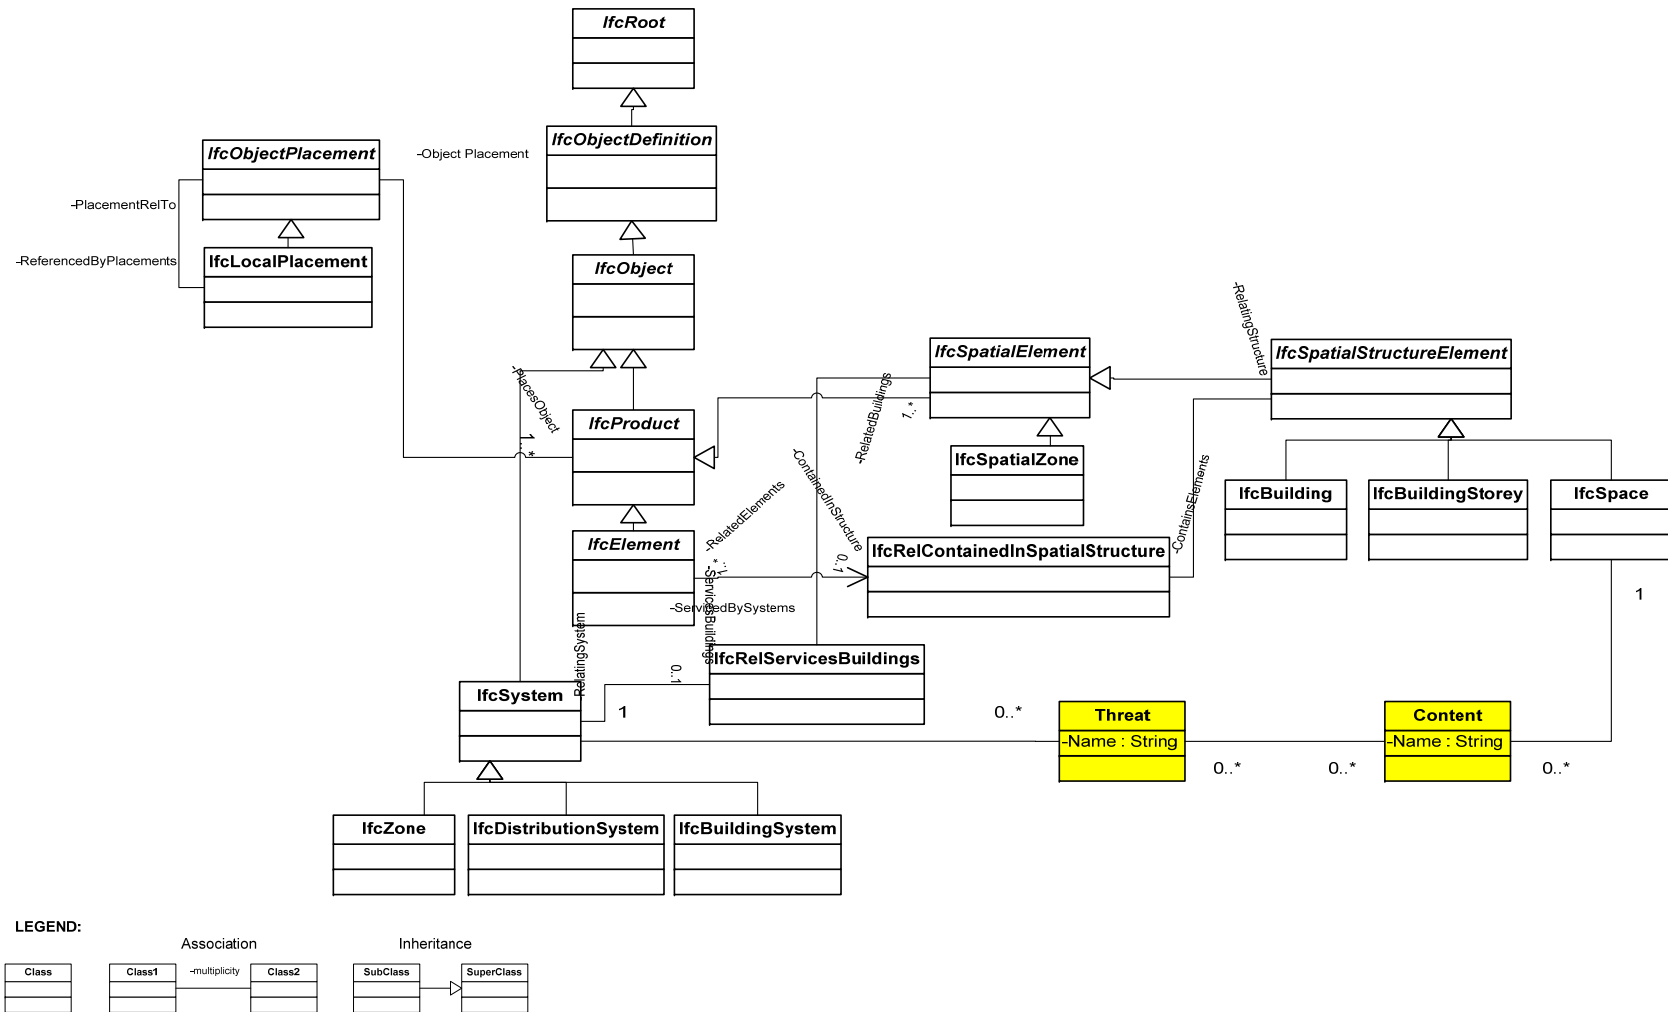 IfcRoot
IfcObjectDefinition
-Object Placement
IfcObjectPlacement
-PlacementRelTo
-ReferencedByPlacements
IfcLocalPlacement
IfcObject
-PlacesObject
1..*
IfcProduct
IfcSpatialElement
-RelatedBuildings
1..*
-RelatingStructure
IfcSpatialStructureElement
IfcSpatialZone
IfcBuilding
IfcBuildingStorey
IfcSpace
-ContainedInStructure
0..1
-ContainsElements
IfcElement
-RelatedElements
1..*
IfcRelContainedInSpatialStructure
-ServicedBySystems
-ServicesBuildings
-RelatingSystem
0..1
IfcRelServicesBuildings
IfcSystem
1
0..*
Threat
-Name : String
0..*
0..*
Content
-Name : String
0..*
1
IfcZone
IfcDistributionSystem
IfcBuildingSystem
LEGEND:
Association
Inheritance
Class
Class1
-multiplicity
Class2
SubClass
SuperClass